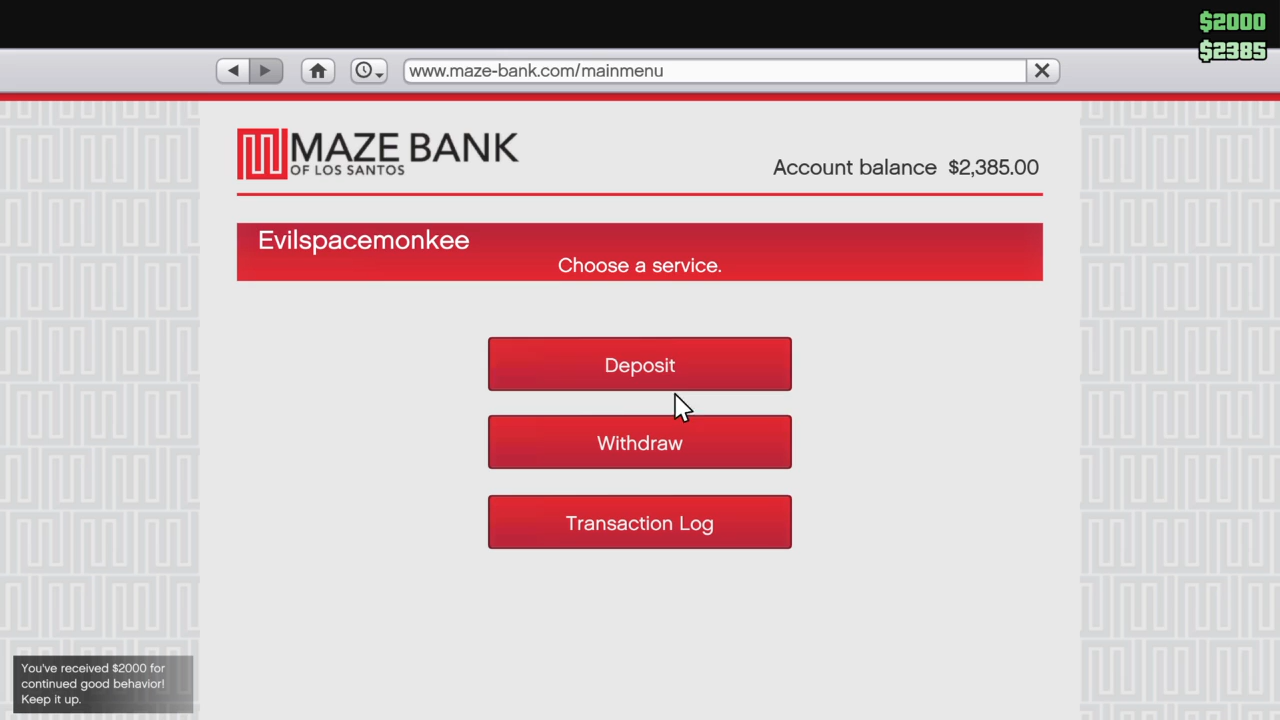 $2000
$2385
www.maze-bank.com/mainmenu
MAZE BANK
OF LOS SANTOS
Account balance $2,385.00
Evilspacemonkee
Choose a service.
Deposit
Withdraw
Transaction Log
You've received $2000 for
continued good behavior!
Keep it up.